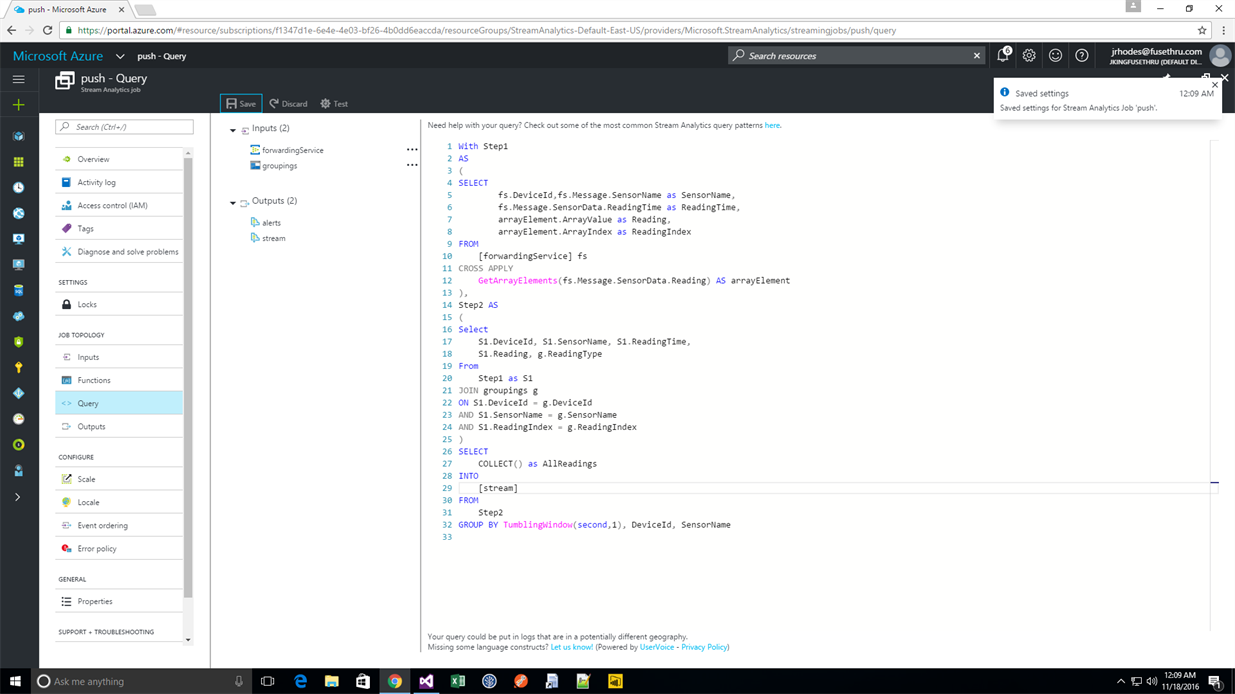 push - Microsoft Azure
https://portal.azure.com/#resource/subscriptions/f1347d1e-6e4e-4e03-bf26-4b0dd6eaccda/resourceGroups/StreamAnalytics-Default-East-US/providers/Microsoft.StreamAnalytics/streamingjobs/push/query
Microsoft Azure
push - Query
Search resources
6
jrhodes@fusethru.com
JKINGFUSETHRU (DEFAULT DI...
push - Query
Stream Analytics job
Saved settings
12:09 AM
Saved settings for Stream Analytics Job 'push'.
Save
Discard
Test
Search (Ctrl+/)
Overview
Activity log
Access control (IAM)
Tags
Diagnose and solve problems
SETTINGS
Locks
JOB TOPOLOGY
Inputs
Functions
Query
Outputs
CONFIGURE
Scale
Locale
Event ordering
Error policy
GENERAL
Properties
SUPPORT + TROUBLESHOOTING
Inputs (2)
forwardingService
groupings
Outputs (2)
alerts
stream
Need help with your query? Check out some of the most common Stream Analytics query patterns here.
1 With Step1
2 AS
3 (
4 SELECT
5 fs.DeviceId,fs.Message.SensorName as SensorName,
6 fs.Message.SensorData.ReadingTime as ReadingTime,
7 arrayElement.ArrayValue as Reading,
8 arrayElement.ArrayIndex as ReadingIndex
9 FROM
10 [forwardingService] fs
11 CROSS APPLY
12 GetArrayElements(fs.Message.SensorData.Reading) AS arrayElement
13 ),
14 Step2 AS
15 (
16 Select
17 S1.DeviceId, S1.SensorName, S1.ReadingTime,
18 S1.Reading, g.ReadingType
19 From
20 Step1 as S1
21 JOIN groupings g
22 ON S1.DeviceId = g.DeviceId
23 AND S1.SensorName = g.SensorName
24 AND S1.ReadingIndex = g.ReadingIndex
25 )
26 SELECT
27 COLLECT() as AllReadings
28 INTO
29 [stream]
30 FROM
31 Step2
32 GROUP BY TumblingWindow(second,1), DeviceId, SensorName
33
Your query could be put in logs that are in a potentially different geography.
Missing some language constructs? Let us know! (Powered by UserVoice - Privacy Policy)
Ask me anything
12:09 AM
11/18/2016
1